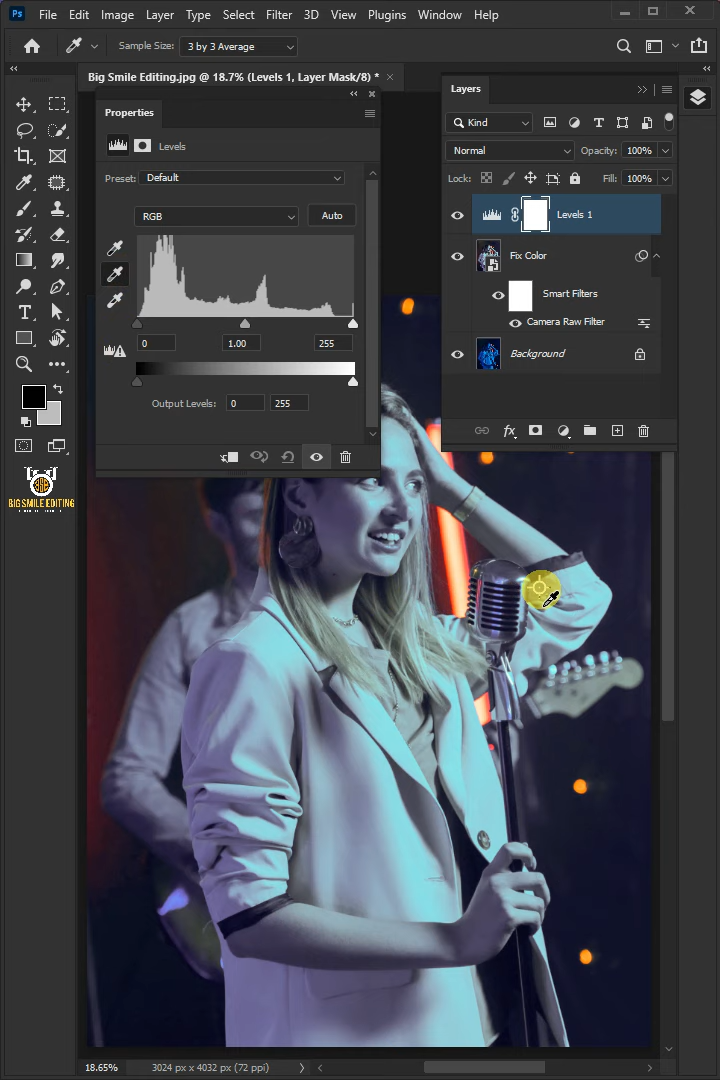 Ps File Edit Image Layer Type Select Filter 3D View Plugins Window Help
Sample Size: 3 by 3 Average
Big Smile Editing.jpg @ 18.7% (Levels 1, Layer Mask/8) *
Properties
Levels
Preset: Default
RGB Auto
0 1.00 255
Output Levels: 0 255
Layers
Kind
Normal Opacity: 100%
Lock: Fill: 100%
Levels 1
Fix Color
Smart Filters
Camera Raw Filter
Background
fx
BIG SMILE EDITING
18.65% 3024 px x 4032 px (72 ppi)